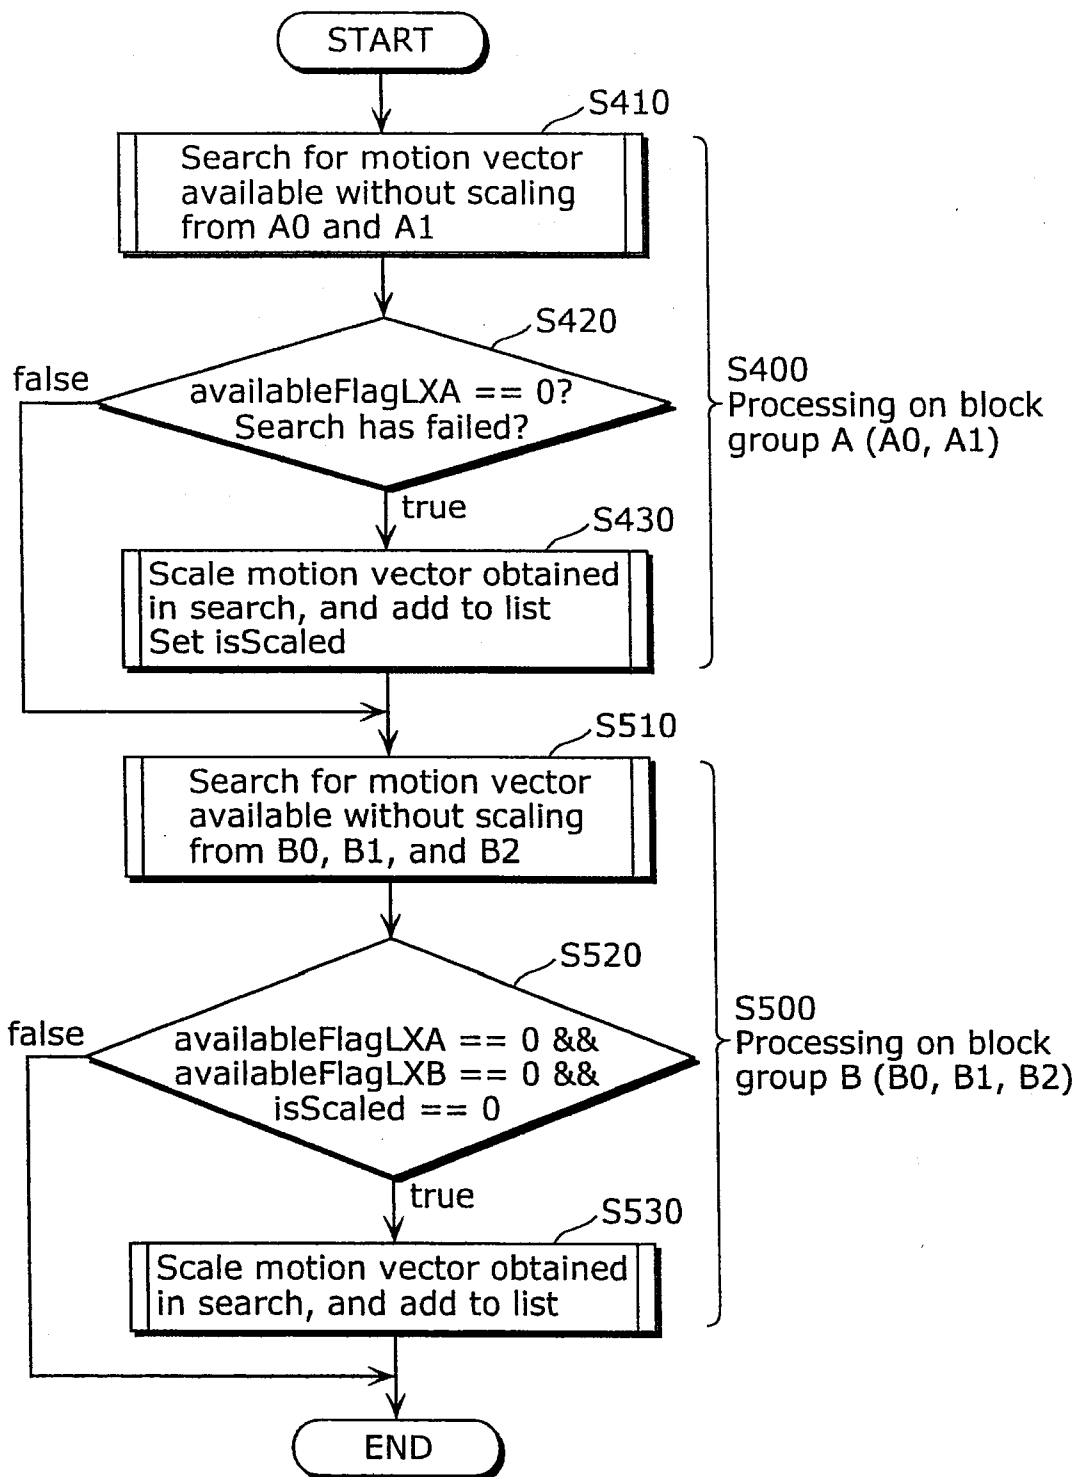 START
S410
Search for motion vector
available without scaling
from A0 and A1
S420
false
availableFlagLXA == 0?
Search has failed?
true
S400
Processing on block
group A (A0, A1)
S430
Scale motion vector obtained
in search, and add to list
Set isScaled
S510
Search for motion vector
available without scaling
from B0, B1, and B2
S520
false
availableFlagLXA == 0 &&
availableFlagLXB == 0 &&
isScaled == 0
true
S500
Processing on block
group B (B0, B1, B2)
S530
Scale motion vector obtained
in search, and add to list
END